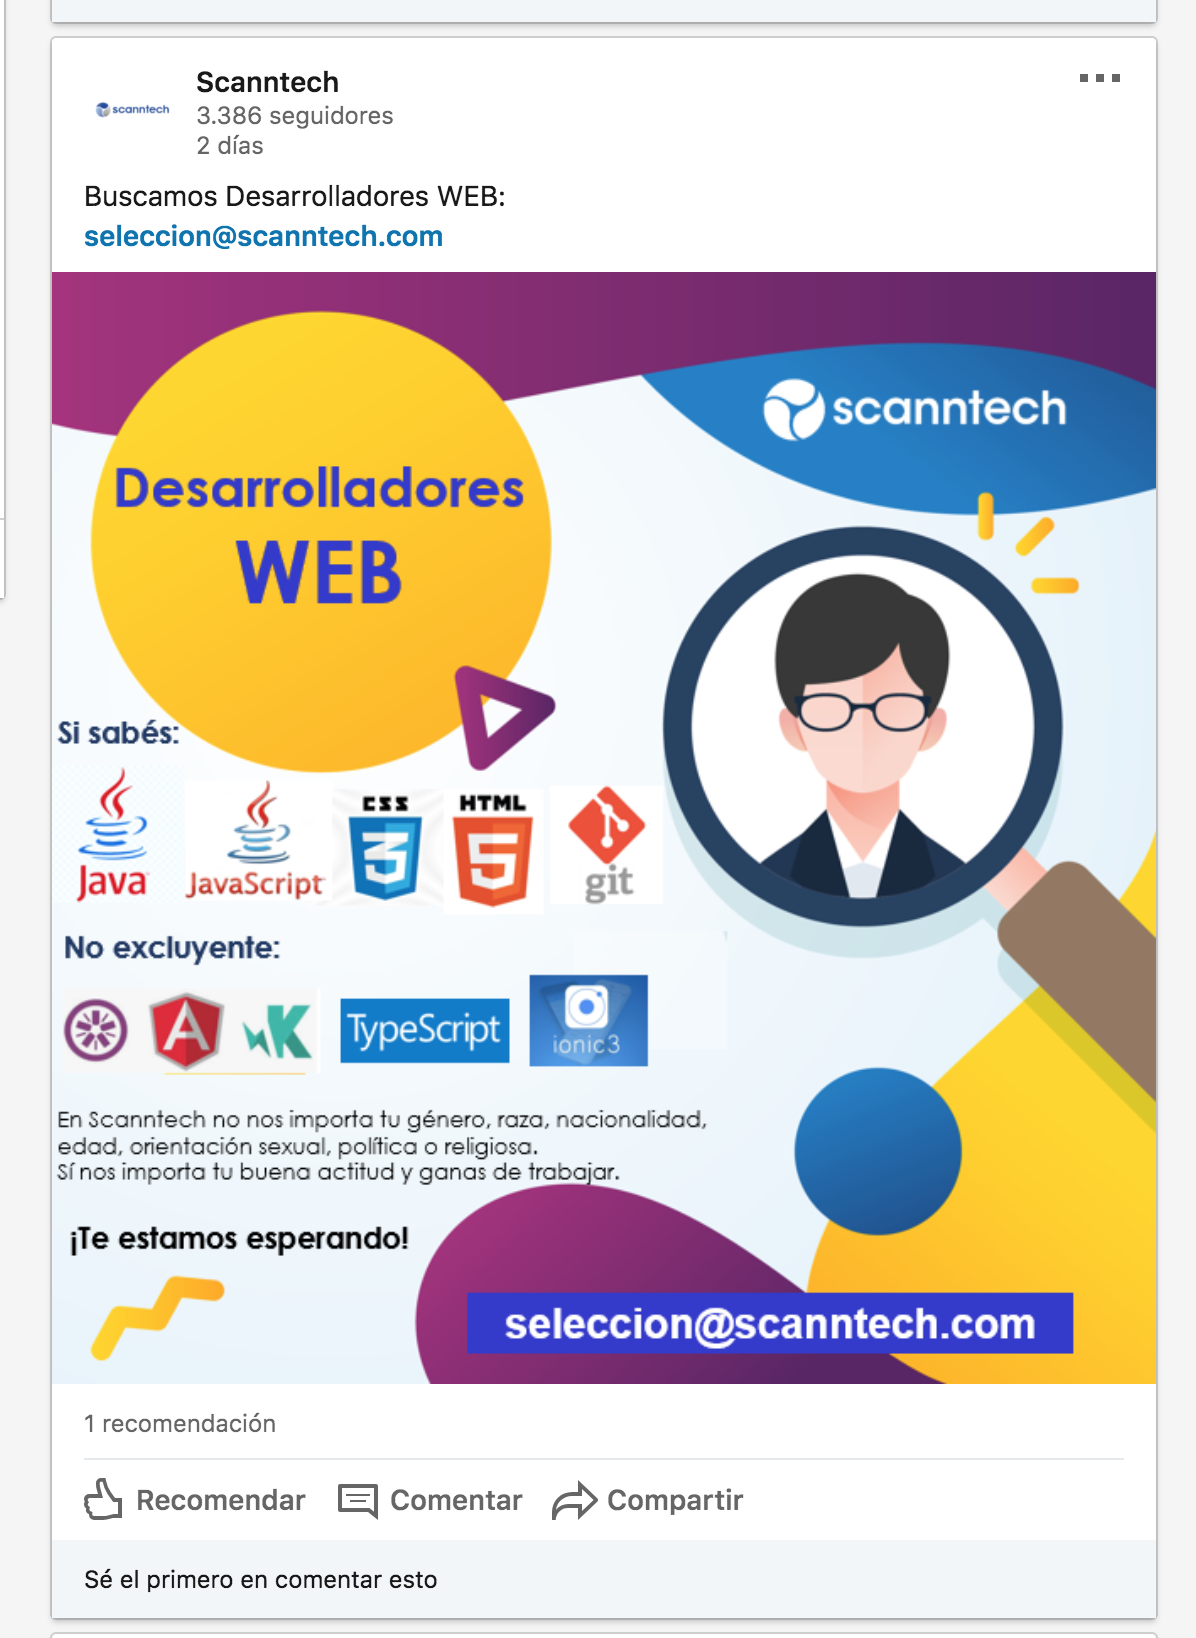 Scanntech
scanntech
3.386 seguidores
2 días
Buscamos Desarrolladores WEB:
seleccion@scanntech.com
scanntech
Desarrolladores
WEB
Si sabés:
Java
JavaScript
CSS
3
HTML
5
git
No excluyente:
A
K
TypeScript
ionic3
En Scanntech no nos importa tu género, raza, nacionalidad,
edad, orientación sexual, política o religiosa.
Sí nos importa tu buena actitud y ganas de trabajar.
¡Te estamos esperando!
seleccion@scanntech.com
1 recomendación
Recomendar
Comentar
Compartir
Sé el primero en comentar esto